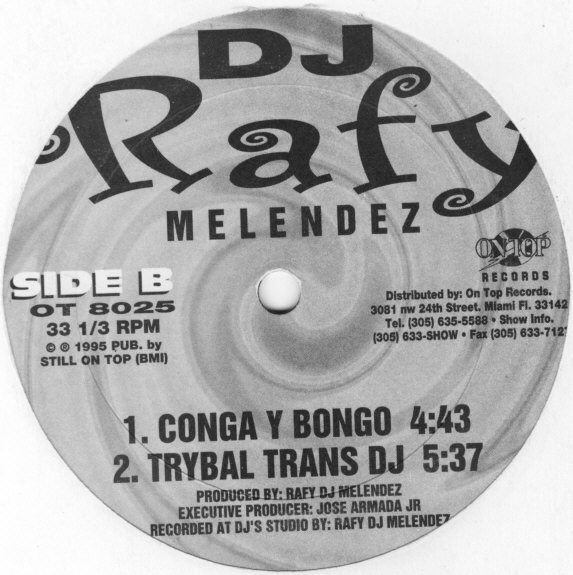 DJ
Rafy
MELENDEZ
SIDE B
OT 8025
33 1/3 RPM
© ® 1995 PUB. by
STILL ON TOP (BMI)
ON TOP
RECORDS
Distributed by: On Top Records.
3081 nw 24th Street. Miami Fl. 33142
Tel. (305) 635-5588 • Show Info.
(305) 633-SHOW • Fax (305) 633-7127
1. CONGA Y BONGO 4:43
2. TRYBAL TRANS DJ 5:37
PRODUCED BY: RAFY DJ MELENDEZ
EXECUTIVE PRODUCER: JOSE ARMADA JR
RECORDED AT DJ'S STUDIO BY: RAFY DJ MELENDEZ